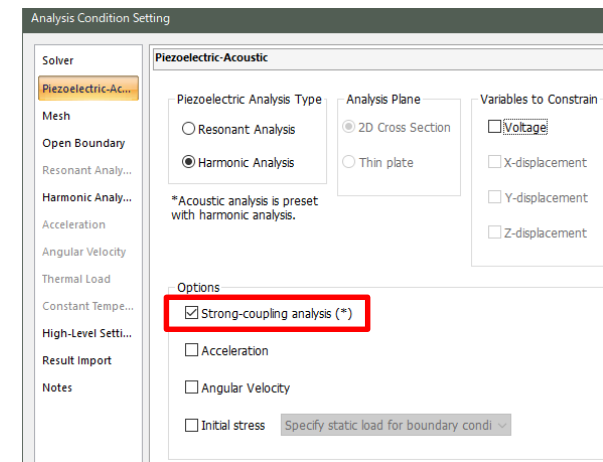 Analysis Condition Setting
Solver
Piezoelectric-Ac...
Mesh
Open Boundary
Resonant Analy...
Harmonic Analy...
Acceleration
Angular Velocity
Thermal Load
Constant Tempe...
High-Level Setti...
Result Import
Notes
Piezoelectric-Acoustic
Piezoelectric Analysis Type
Resonant Analysis
Harmonic Analysis
*Acoustic analysis is preset
with harmonic analysis.
Analysis Plane
2D Cross Section
Thin plate
Variables to Constrain
Voltage
X-displacement
Y-displacement
Z-displacement
Options
Strong-coupling analysis (*)
Acceleration
Angular Velocity
Initial stress Specify static load for boundary condi